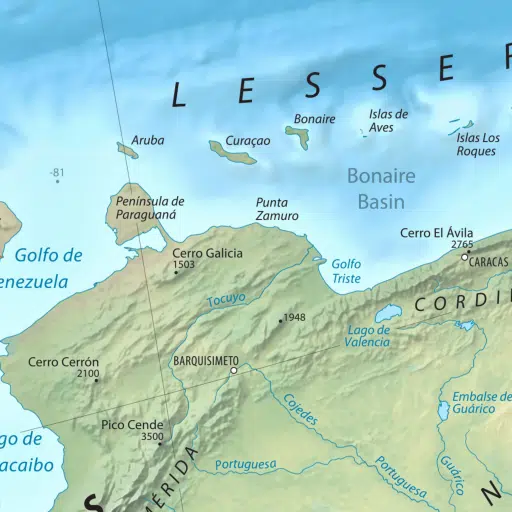 LESSER
Bonaire
Islas de
Aves
Aruba
Curaçao
Islas Los
Roques
-81
Bonaire
Basin
Península de
Paraguaná
Punta
Zamuro
Cerro El Ávila
2765
CARACAS
Golfo de
enezuela
Cerro Galicia
1503
Golfo
Triste
Tocuyo
CORDI
1948
Lago de
Valencia
Cerro Cerrón
2100
BARQUISIMETO
Cojedes
Embalse de
Guárico
Pico Cende
3500
go de
acaibo
Portuguesa
Portuguesa
Guárico
MÉRIDA
S
N